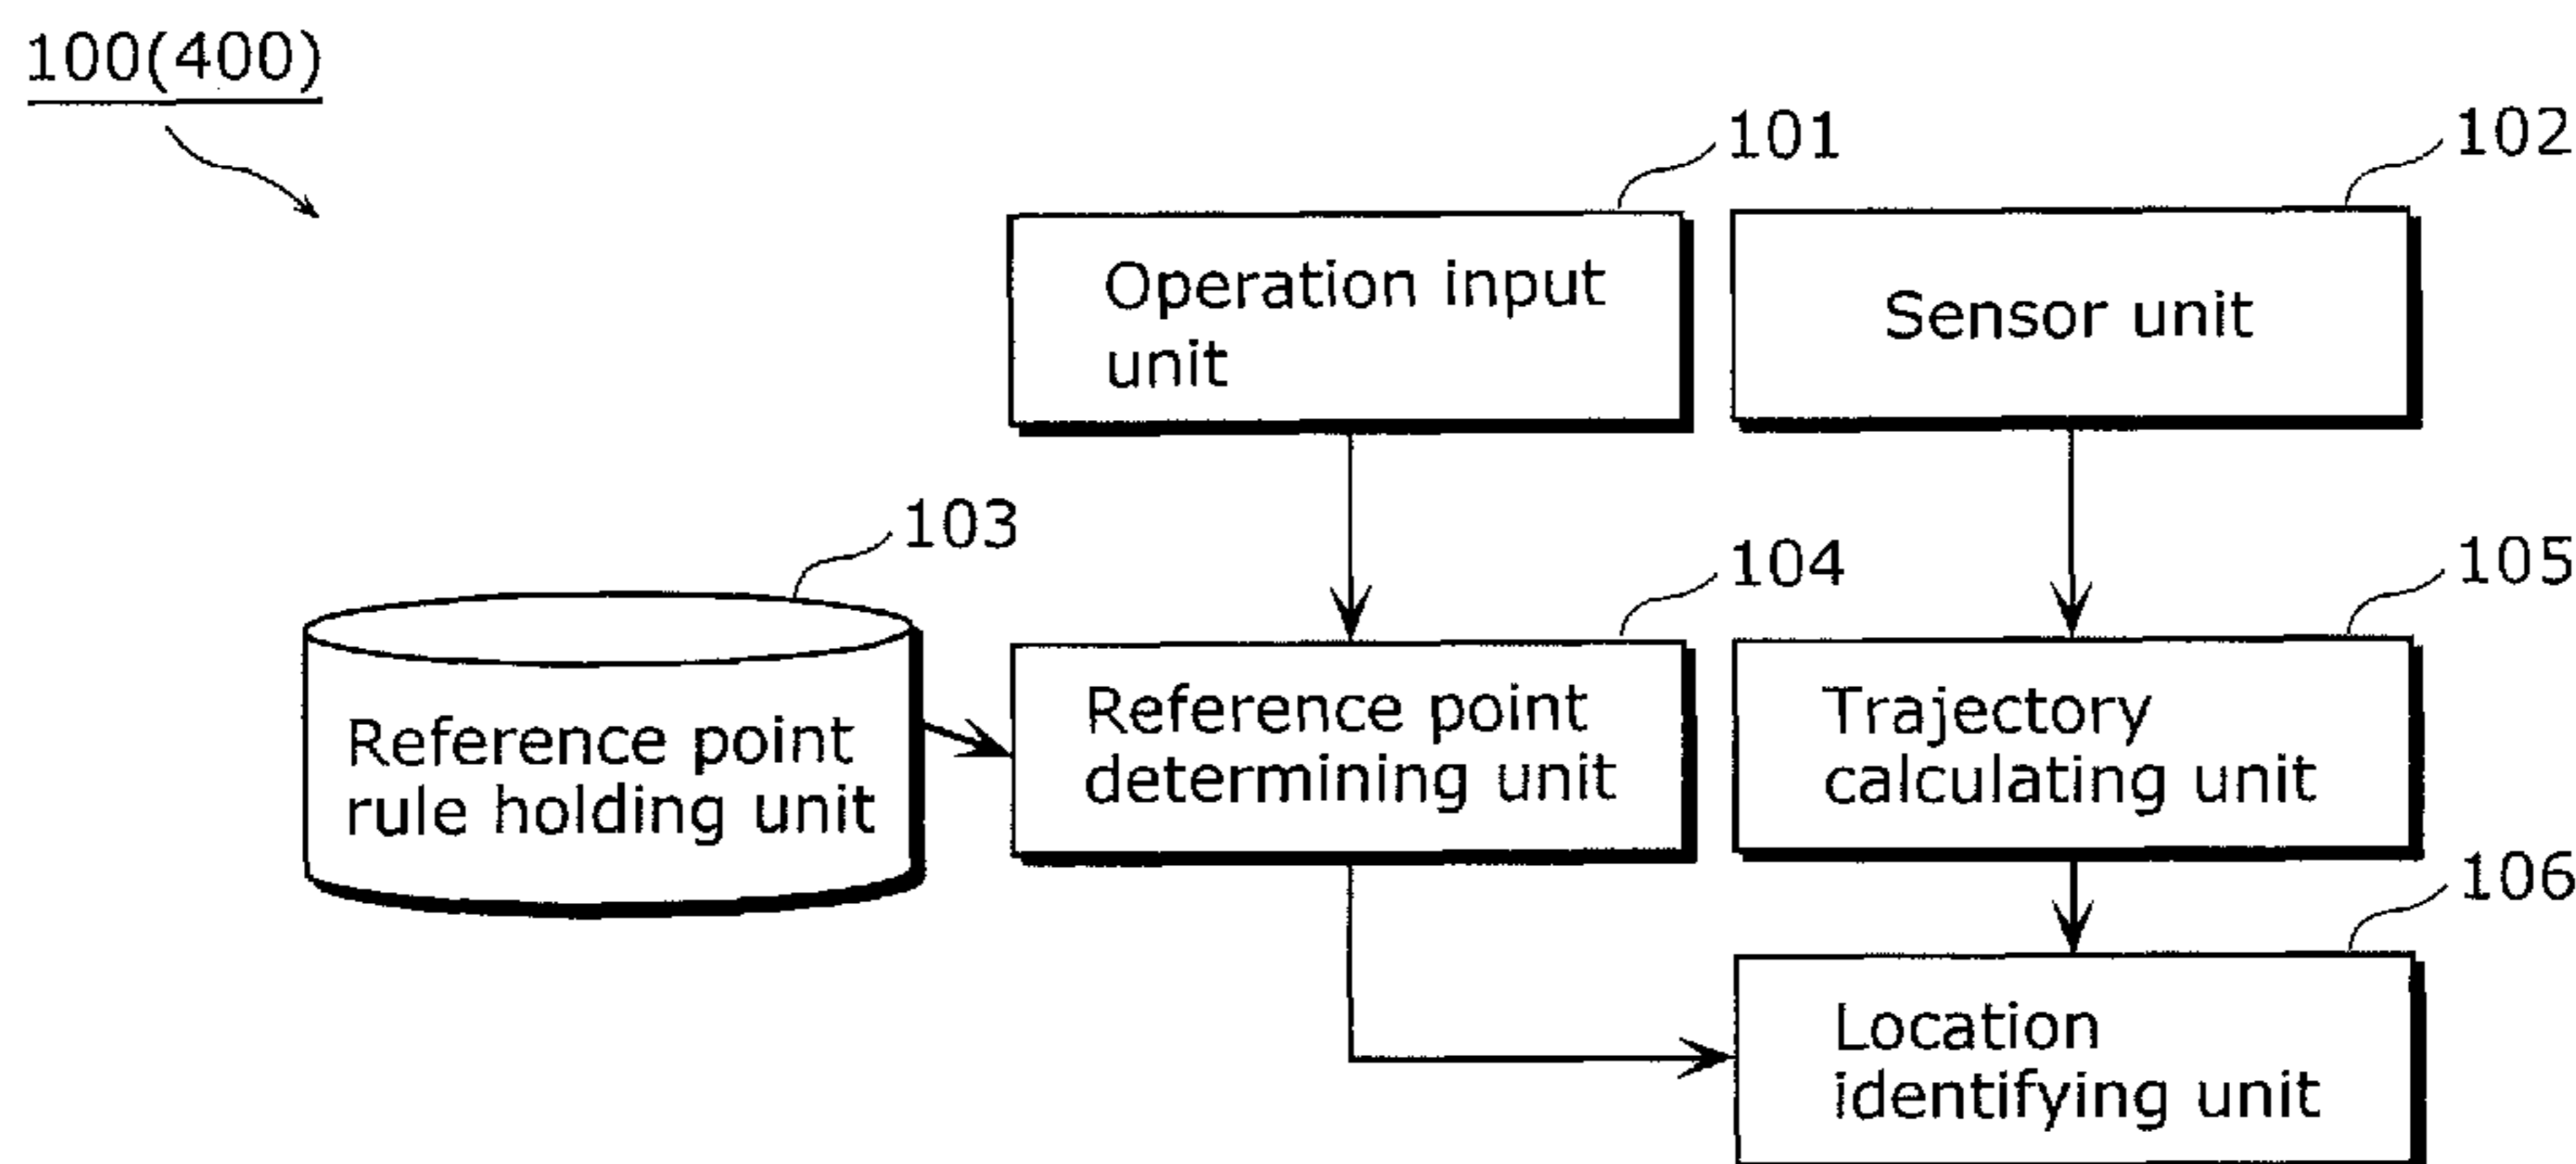 100(400)
101
102
Operation input
unit
Sensor unit
103
104
105
Reference point
rule holding unit
Reference point
determining unit
Trajectory
calculating unit
106
Location
identifying unit